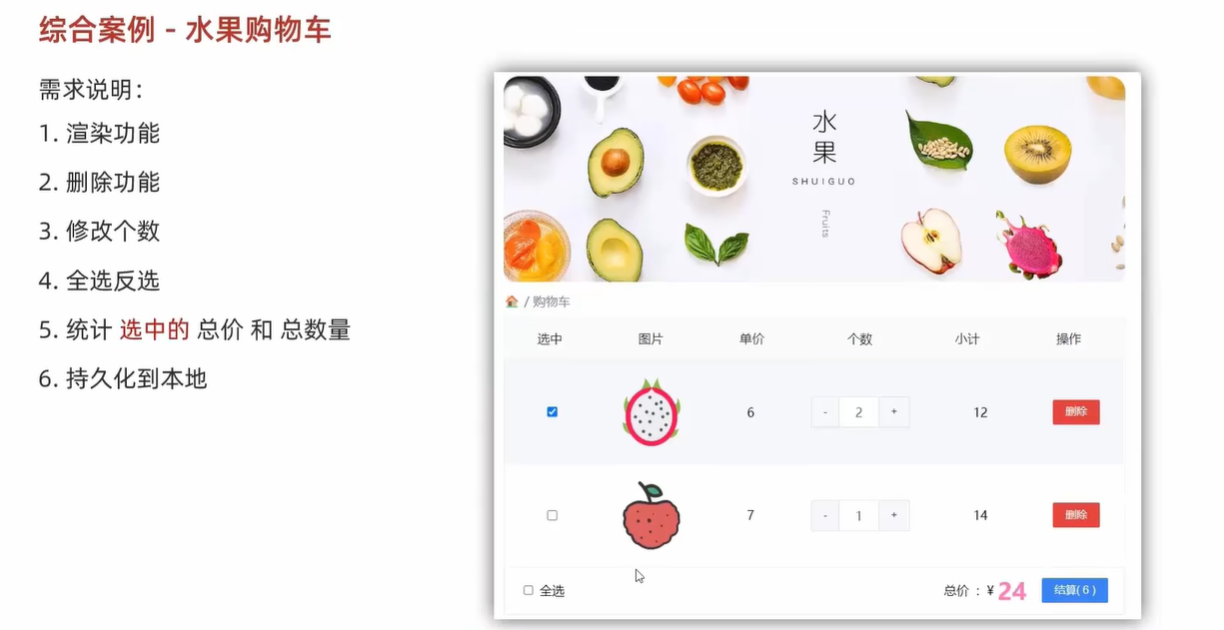 综合案例 - 水果购物车
需求说明：
1. 渲染功能
2. 删除功能
3. 修改个数
4. 全选反选
5. 统计 选中的 总价 和 总数量
6. 持久化到本地
水
果
SHUIGUO
Fruits
/ 购物车
选中 图片 单价 个数 小计 操作
6 - 2 + 12 删除
7 - 1 + 14 删除
全选 总价 : ¥ 24 结算( 6 )